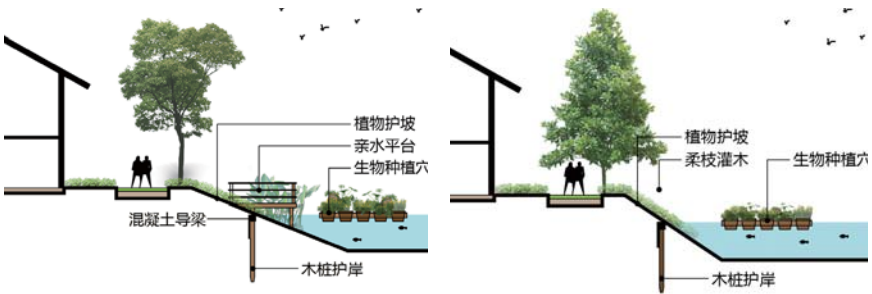 植物护坡
亲水平台
生物种植穴
混凝土导梁
木桩护岸
植物护坡
柔枝灌木
生物种植穴
木桩护岸